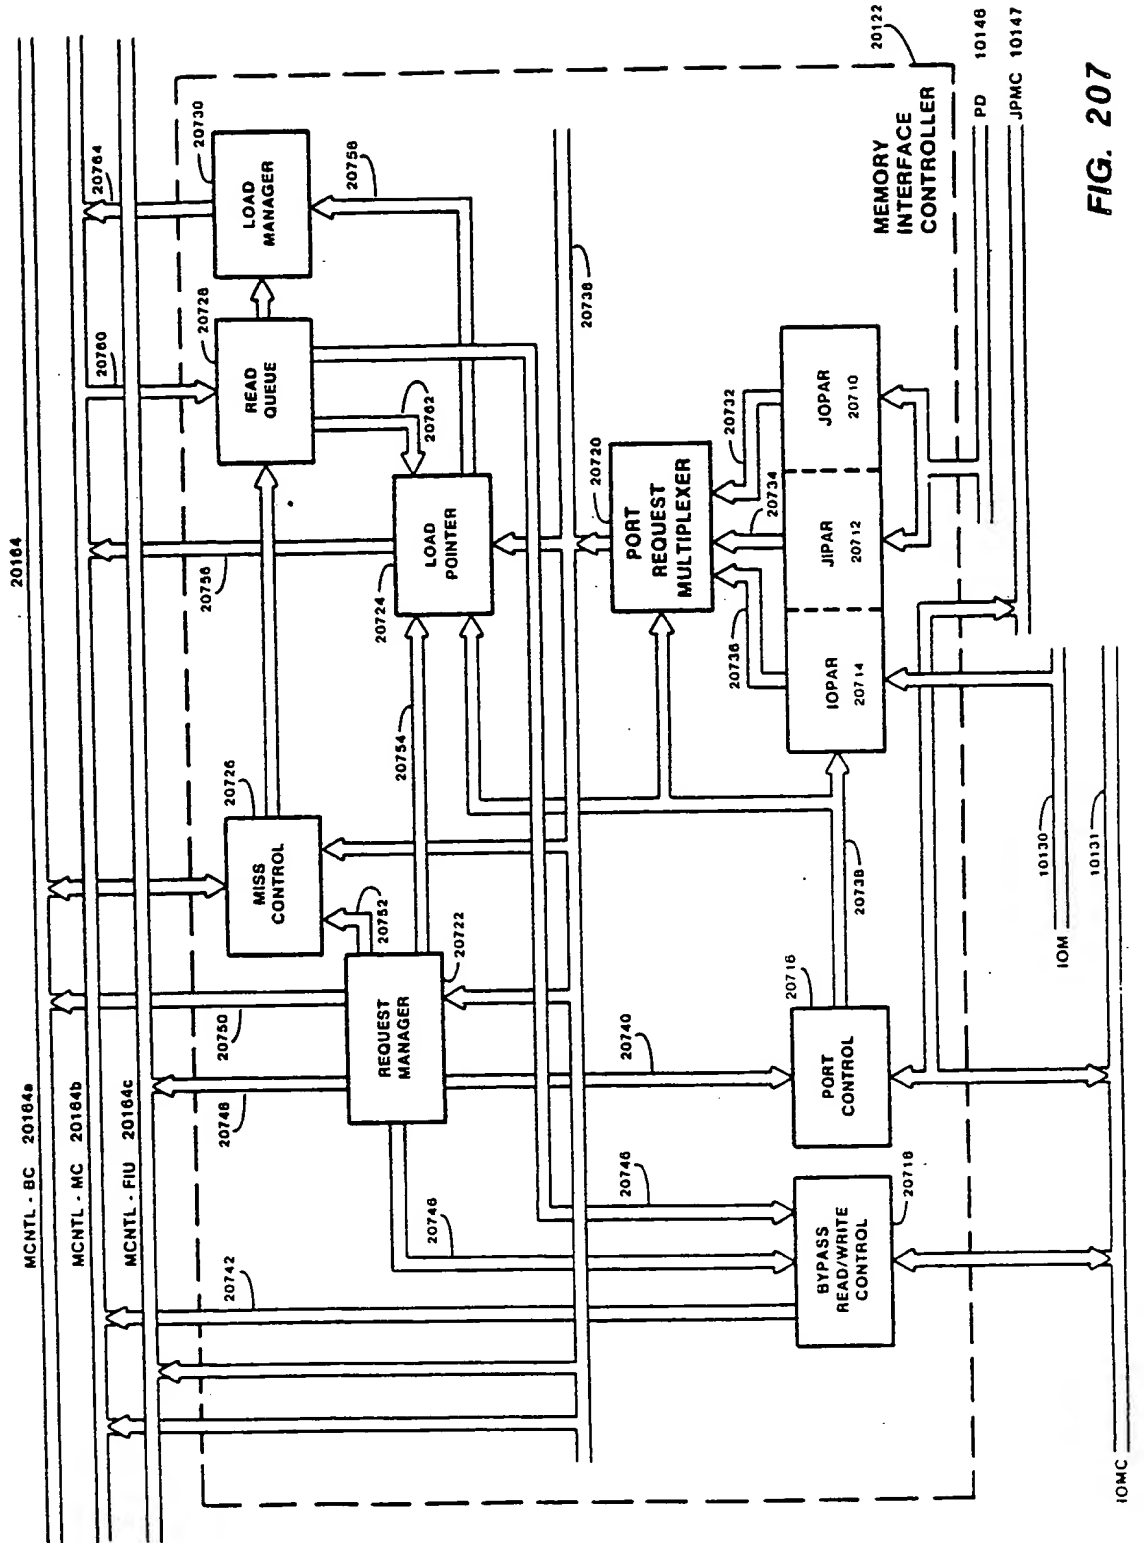 20164
MCNTL - BC 20164a
MCNTL - MC 20164b
MCNTL - FIU 20164c
20764
20730
LOAD
MANAGER
20758
20760
20728
READ
QUEUE
20762
20756
20724
LOAD
POINTER
20754
20726
MISS
CONTROL
20752
20722
20750
20748
REQUEST
MANAGER
20742
20746
20740
20746
20738
20720
PORT
REQUEST
MULTIPLEXER
20732
20734
20736
JOPAR
20710
JIPAR
20712
IOPAR
20714
20738
20716
PORT
CONTROL
20718
BYPASS
READ/WRITE
CONTROL
20122
MEMORY
INTERFACE
CONTROLLER
PD 10146
JPMC 10147
10130
IOM
10131
IOMC
FIG. 207